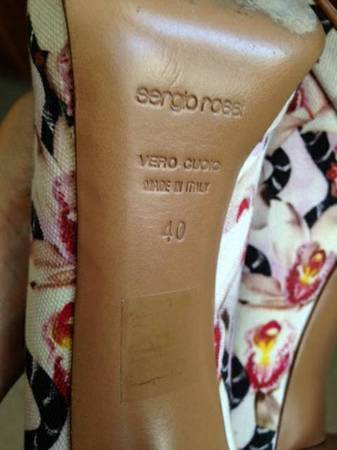 sergio rossi
VERO CUOIO
MADE IN ITALY
40